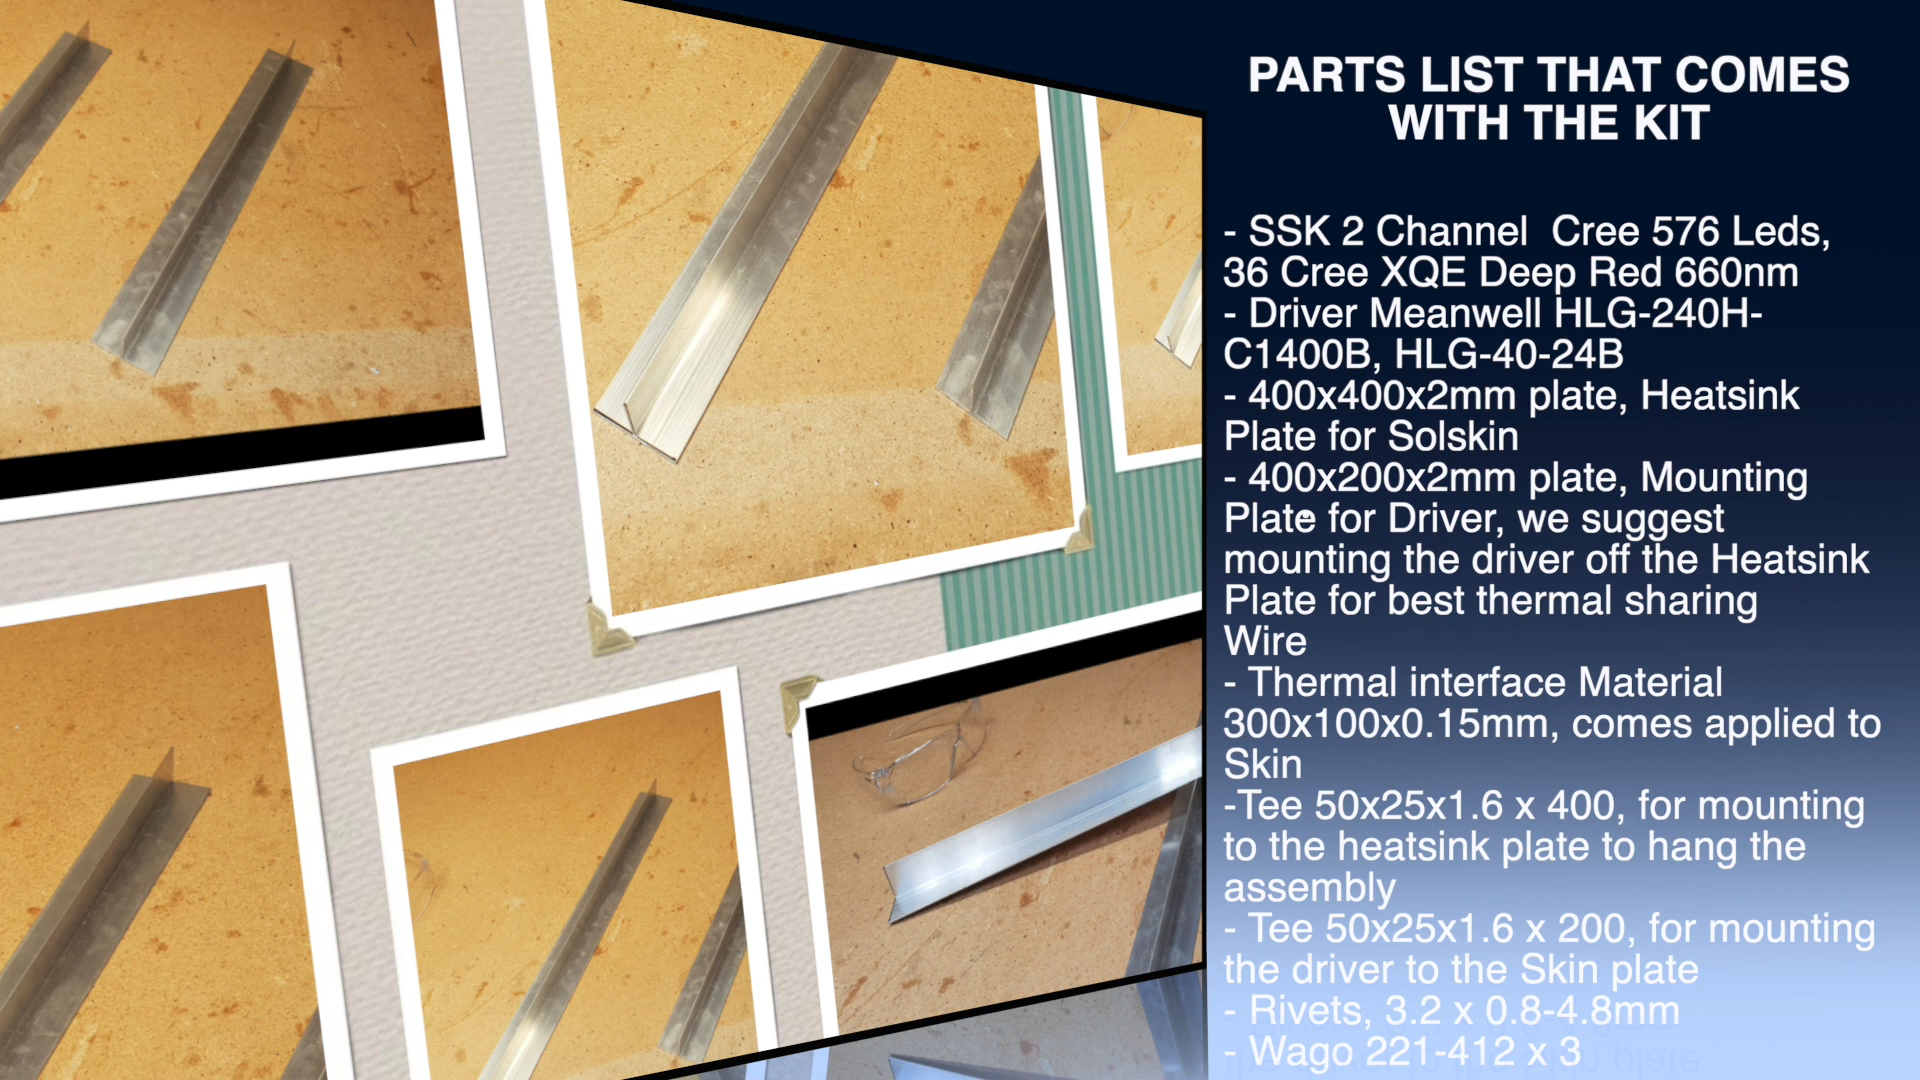 PARTS LIST THAT COMES
WITH THE KIT
- SSK 2 Channel  Cree 576 Leds,
36 Cree XQE Deep Red 660nm
- Driver Meanwell HLG-240H-
C1400B, HLG-40-24B
- 400x400x2mm plate, Heatsink
Plate for Solskin
- 400x200x2mm plate, Mounting
Plate for Driver, we suggest
mounting the driver off the Heatsink
Plate for best thermal sharing
Wire
- Thermal interface Material
300x100x0.15mm, comes applied to
Skin
-Tee 50x25x1.6 x 400, for mounting
to the heatsink plate to hang the
assembly
- Tee 50x25x1.6 x 200, for mounting
the driver to the Skin plate
- Rivets, 3.2 x 0.8-4.8mm
- Wago 221-412 x 3